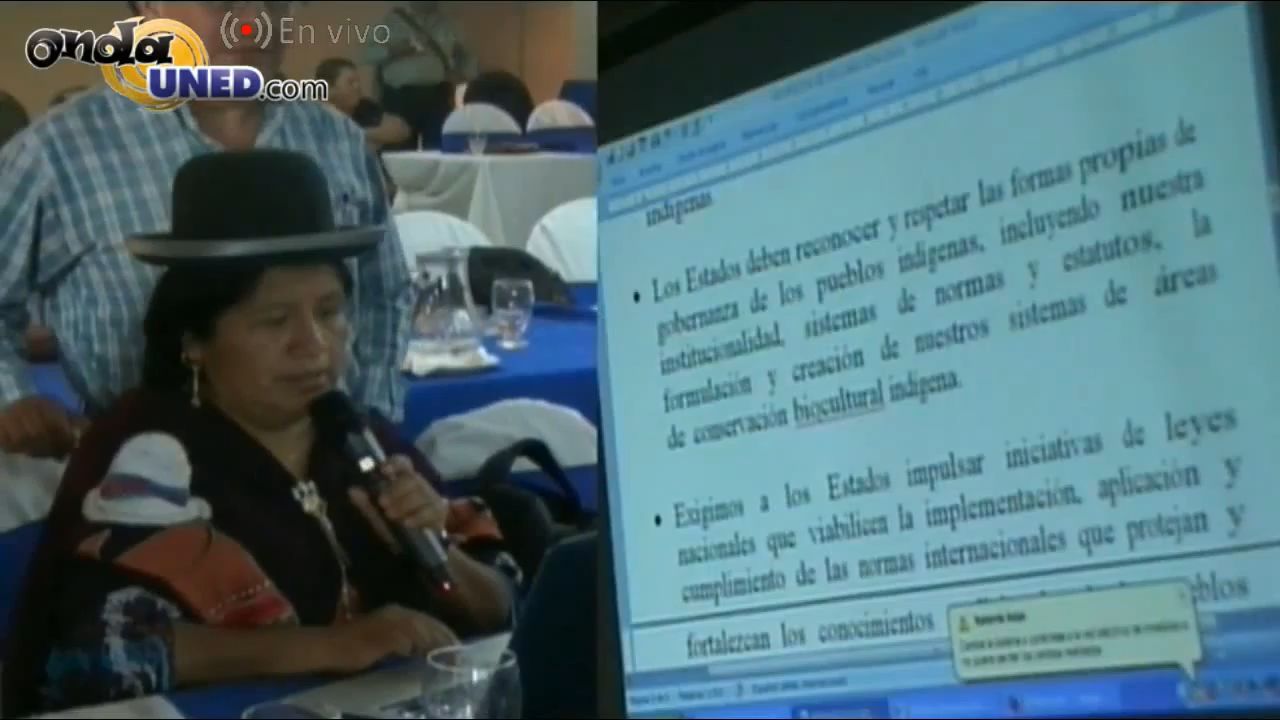 onda UNED.com
En vivo
indígenas.
• Los Estados deben reconocer y respetar las formas propias de
gobernanza de los pueblos indígenas, incluyendo nuestra
institucionalidad, sistemas de normas y estatutos, la
formulación y creación de nuestros sistemas de áreas
de conservación biocultural indígena.
• Exigimos a los Estados impulsar iniciativas de leyes
nacionales que viabilicen la implementación, aplicación y
cumplimiento de las normas internacionales que protejan y
fortalezcan los conocimientos